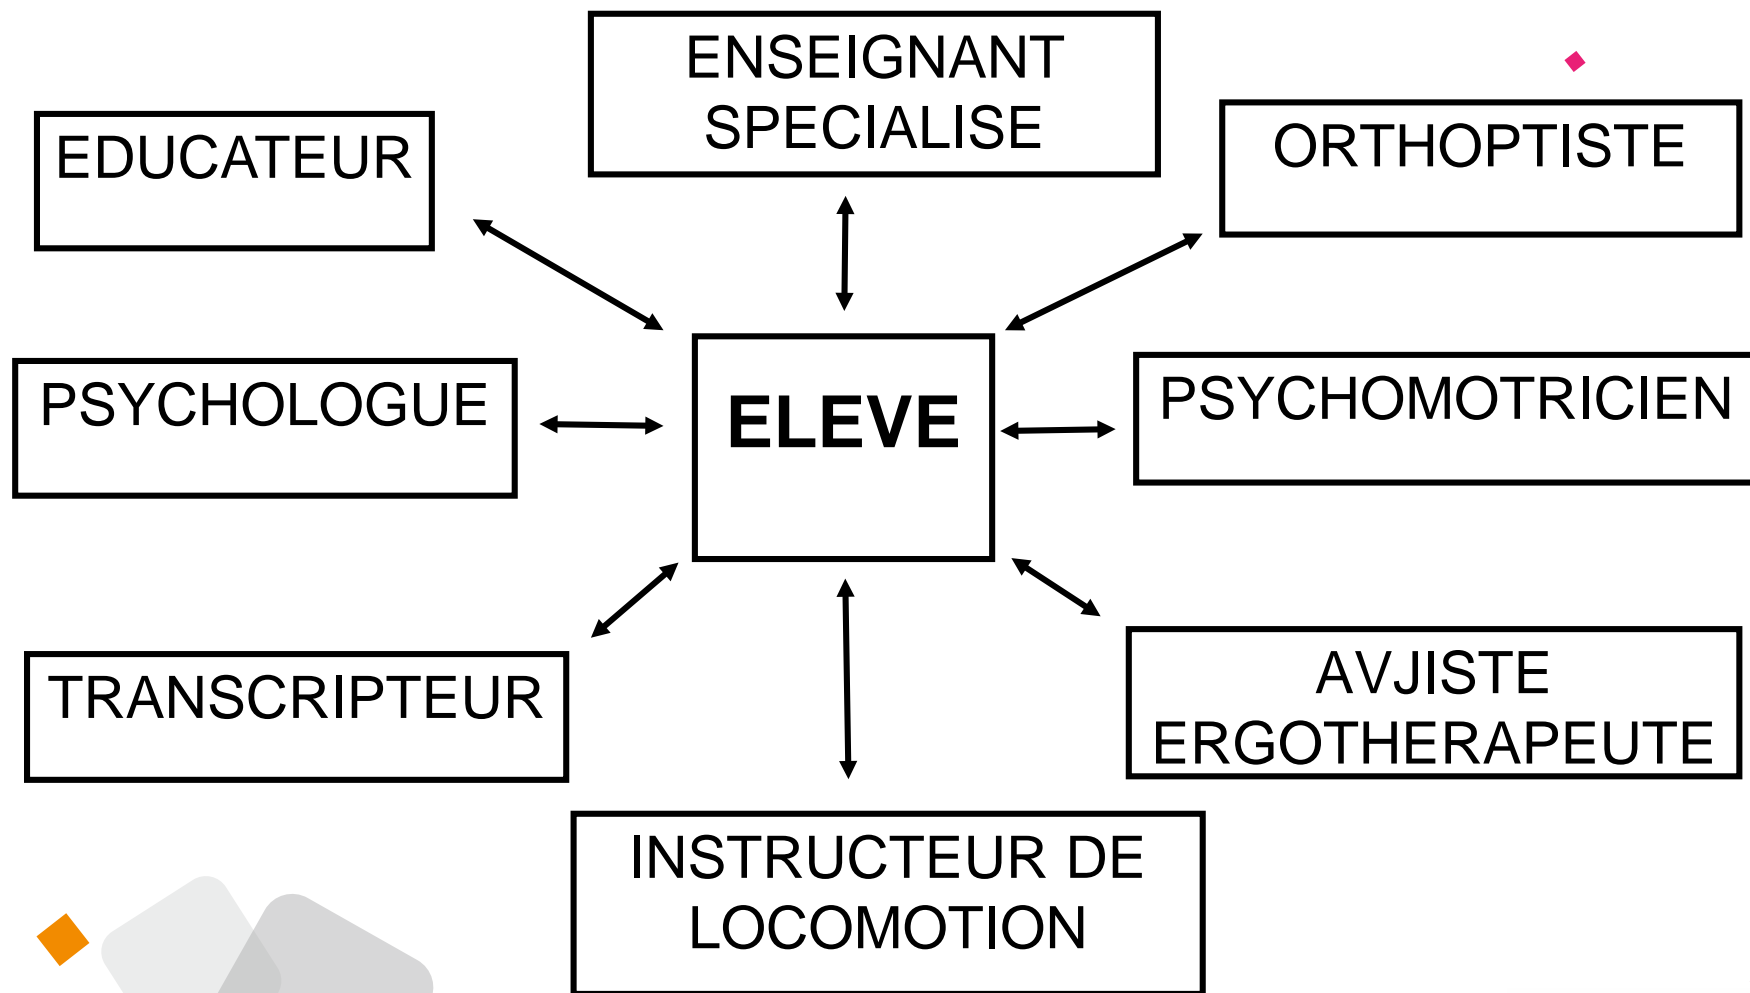 ENSEIGNANT
SPECIALISE
EDUCATEUR
ORTHOPTISTE
PSYCHOLOGUE
ELEVE
PSYCHOMOTRICIEN
TRANSCRIPTEUR
AVJISTE
ERGOTHERAPEUTE
INSTRUCTEUR DE
LOCOMOTION